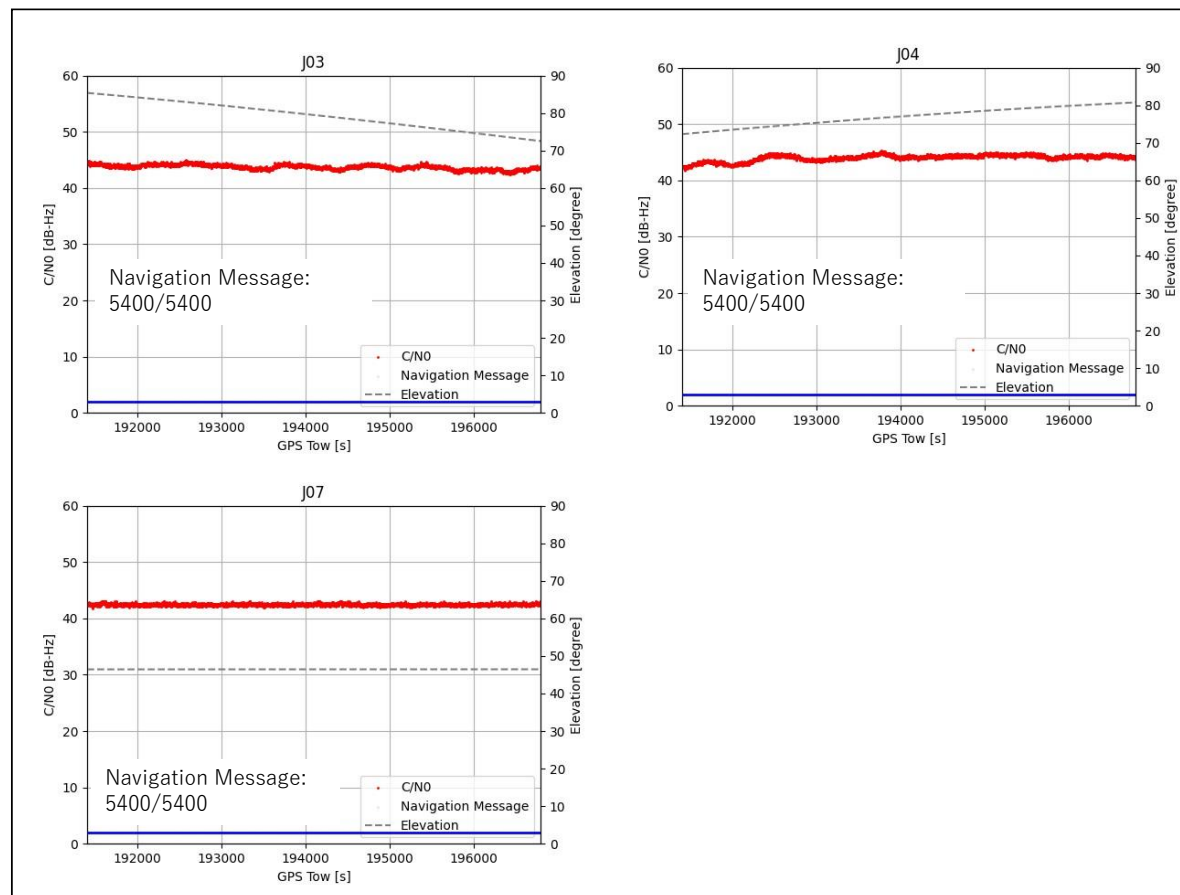 J03
60
50
40
30
20
10
0
C/N0 [dB-Hz]
90
80
70
60
50
40
30
20
10
0
Elevation [degree]
Navigation Message:
5400/5400
C/N0
Navigation Message
Elevation
192000 193000 194000 195000 196000
GPS Tow [s]
J04
60
50
40
30
20
10
0
C/N0 [dB-Hz]
90
80
70
60
50
40
30
20
10
0
Elevation [degree]
Navigation Message:
5400/5400
C/N0
Navigation Message
Elevation
192000 193000 194000 195000 196000
GPS Tow [s]
J07
60
50
40
30
20
10
0
C/N0 [dB-Hz]
90
80
70
60
50
40
30
20
10
0
Elevation [degree]
Navigation Message:
5400/5400
C/N0
Navigation Message
Elevation
192000 193000 194000 195000 196000
GPS Tow [s]